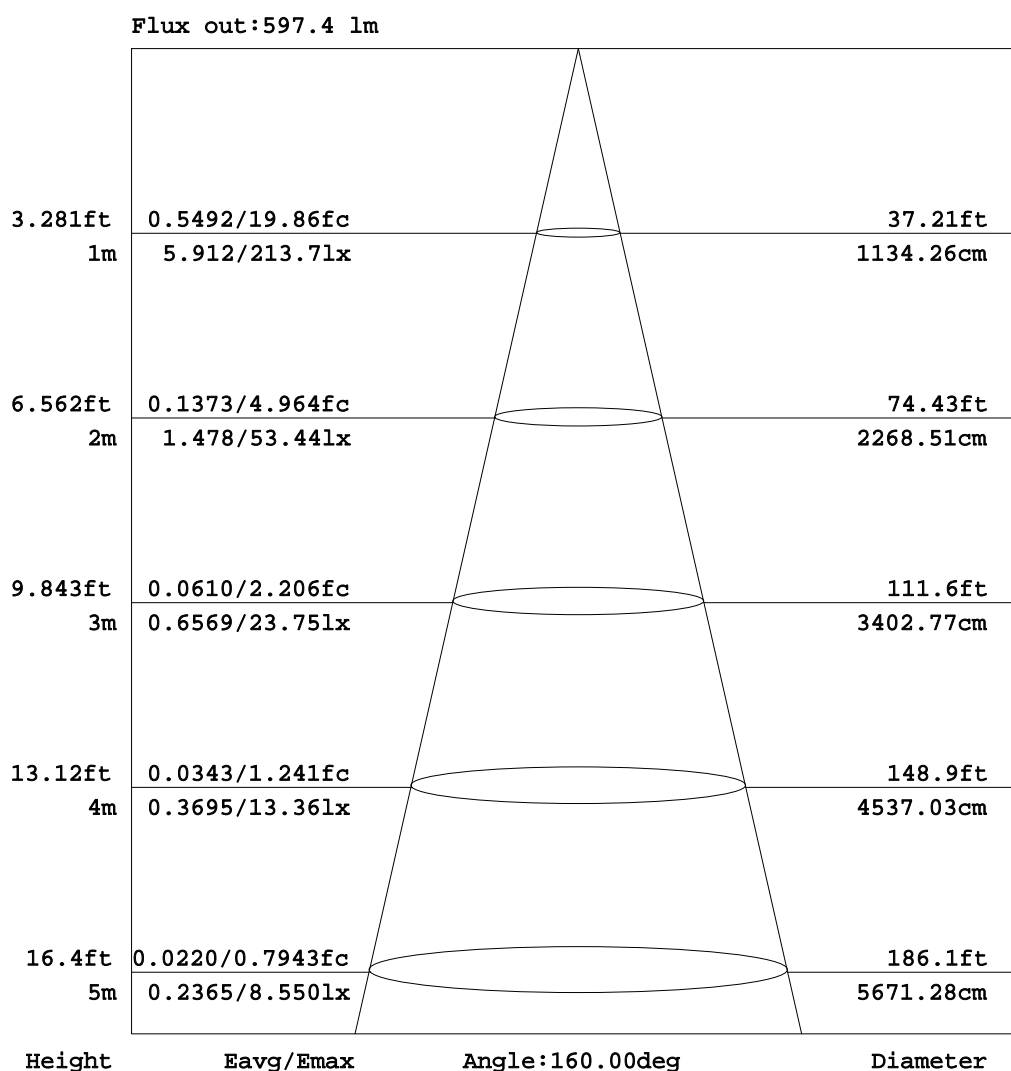 Flux out:597.4 lm
3.281ft 0.5492/19.86fc 37.21ft
1m 5.912/213.7lx 1134.26cm
6.562ft 0.1373/4.964fc 74.43ft
2m 1.478/53.44lx 2268.51cm
9.843ft 0.0610/2.206fc 111.6ft
3m 0.6569/23.75lx 3402.77cm
13.12ft 0.0343/1.241fc 148.9ft
4m 0.3695/13.36lx 4537.03cm
16.4ft 0.0220/0.7943fc 186.1ft
5m 0.2365/8.550lx 5671.28cm
Height Eavg/Emax Angle:160.00deg Diameter